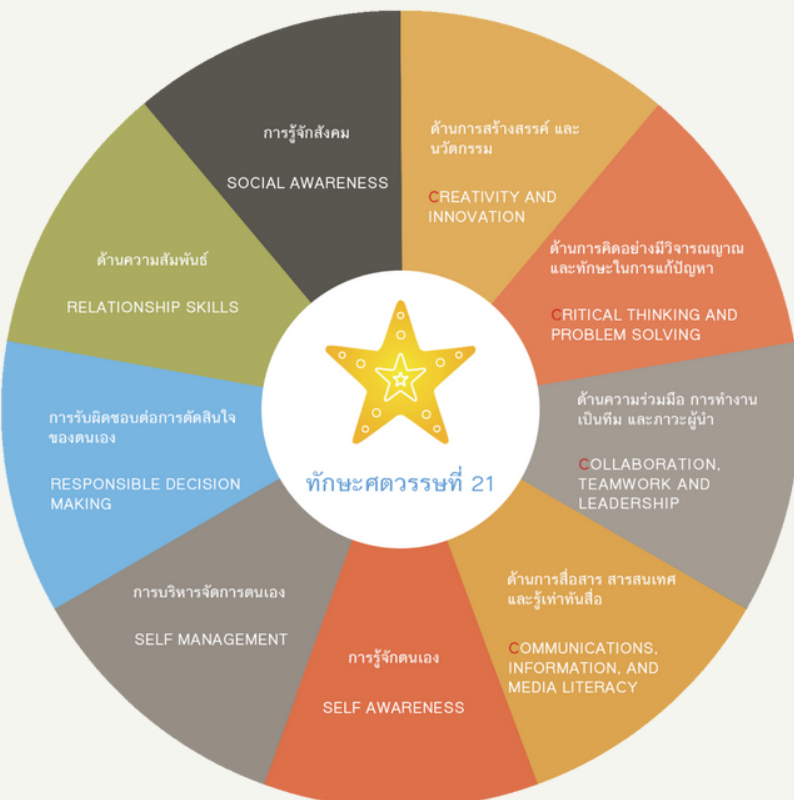 การรู้จักสังคม
SOCIAL AWARENESS
ด้านการสร้างสรรค์ และ
นวัตกรรม
CREATIVITY AND
INNOVATION
ด้านการคิดอย่างมีวิจารณญาณ
และทักษะในการแก้ปัญหา
CRITICAL THINKING AND
PROBLEM SOLVING
ด้านความร่วมมือ การทำงาน
เป็นทีม และภาวะผู้นำ
COLLABORATION,
TEAMWORK AND
LEADERSHIP
ด้านการสื่อสาร สารสนเทศ
และรู้เท่าทันสื่อ
COMMUNICATIONS,
INFORMATION, AND
MEDIA LITERACY
การรู้จักตนเอง
SELF AWARENESS
การบริหารจัดการตนเอง
SELF MANAGEMENT
การรับผิดชอบต่อการตัดสินใจ
ของตนเอง
RESPONSIBLE DECISION
MAKING
ด้านความสัมพันธ์
RELATIONSHIP SKILLS
ทักษะศตวรรษที่ 21